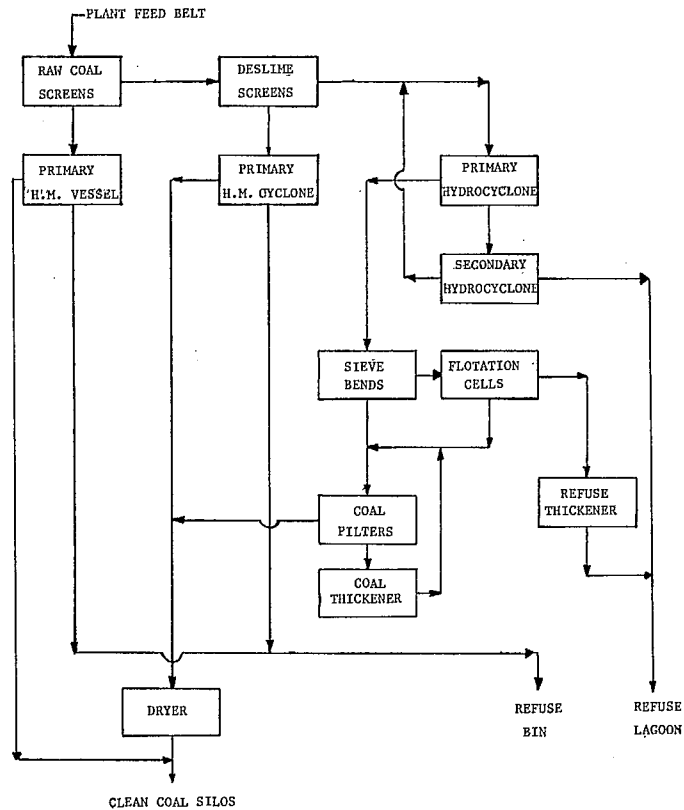 PLANT FEED BELT
RAW COAL
SCREENS
DESLIME
SCREENS
PRIMARY
H.M. VESSEL
PRIMARY
H.M. CYCLONE
PRIMARY
HYDROCYCLONE
SECONDARY
HYDROCYCLONE
SIEVE
BENDS
FLOTATION
CELLS
COAL
PILTERS
REFUSE
THICKENER
COAL
THICKENER
DRYER
REFUSE
BIN
REFUSE
LAGOON
CLEAN COAL SILOS